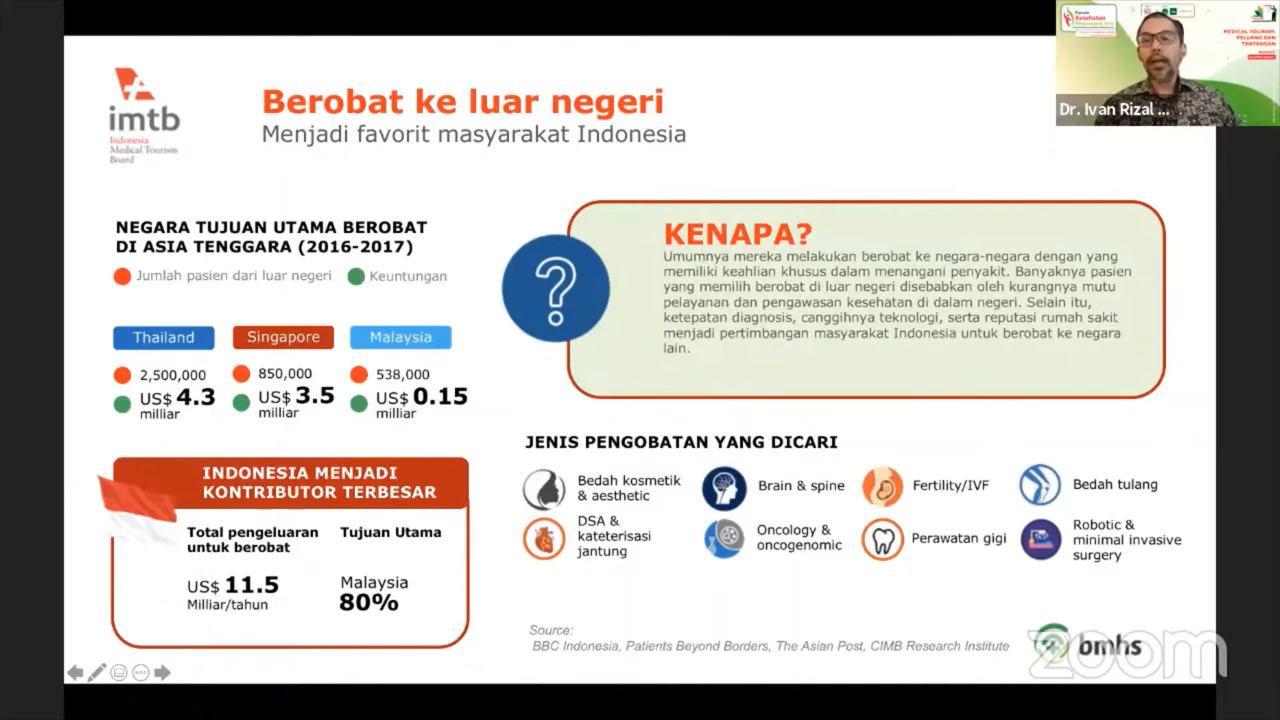 imtb
Indonesia
Medical Tourism
Board
Berobat ke luar negeri
Menjadi favorit masyarakat Indonesia
Forum
Kesehatan
MEDICAL TOURISM:
PELUANG DAN
TANTANGAN
Dr. Ivan Rizal ...
NEGARA TUJUAN UTAMA BEROBAT
DI ASIA TENGGARA (2016-2017)
Jumlah pasien dari luar negeri
Keuntungan
Thailand
Singapore
Malaysia
2,500,000
850,000
538,000
US$ 4.3
milliar
US$ 3.5
milliar
US$ 0.15
milliar
KENAPA?
Umumnya mereka melakukan berobat ke negara-negara dengan yang
memiliki keahlian khusus dalam menangani penyakit. Banyaknya pasien
yang memilih berobat di luar negeri disebabkan oleh kurangnya mutu
pelayanan dan pengawasan kesehatan di dalam negeri. Selain itu,
ketepatan diagnosis, canggihnya teknologi, serta reputasi rumah sakit
menjadi pertimbangan masyarakat Indonesia untuk berobat ke negara
lain.
INDONESIA MENJADI
KONTRIBUTOR TERBESAR
Total pengeluaran
untuk berobat
Tujuan Utama
US$ 11.5
Milliar/tahun
Malaysia
80%
JENIS PENGOBATAN YANG DICARI
Bedah kosmetik
& aesthetic
Brain & spine
Fertility/IVF
Bedah tulang
DSA &
kateterisasi
jantung
Oncology &
oncogenomic
Perawatan gigi
Robotic &
minimal invasive
surgery
Source:
BBC Indonesia, Patients Beyond Borders, The Asian Post, CIMB Research Institute
bmhs
zoom